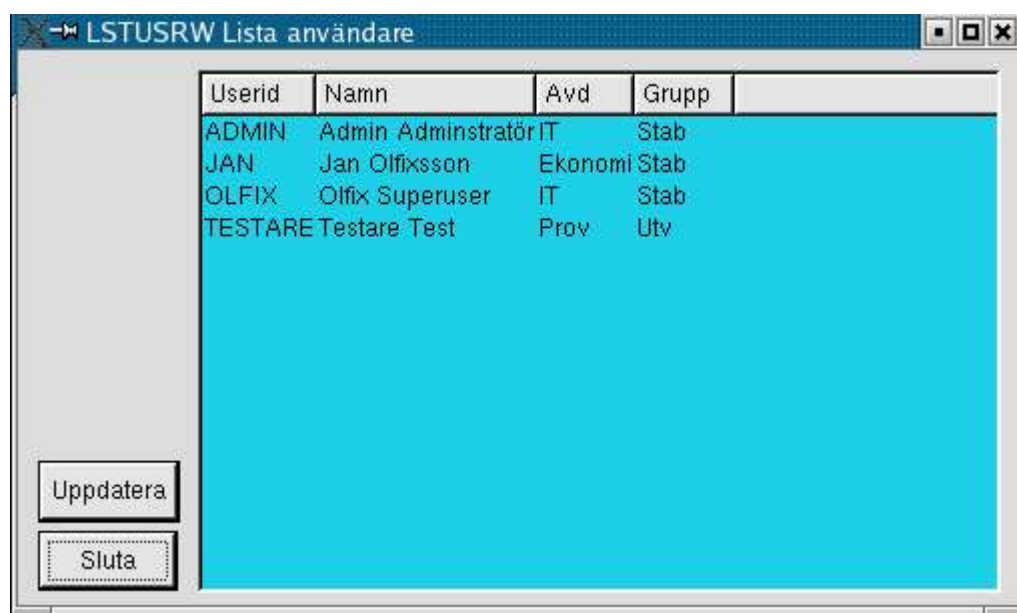 LSTUSRW Lista användare
Userid Namn Avd Grupp
ADMIN Admin Adminstratör IT Stab
JAN Jan Olfixsson Ekonomi Stab
OLFIX Olfix Superuser IT Stab
TESTARE Testare Test Prov Utv
Uppdatera
Sluta